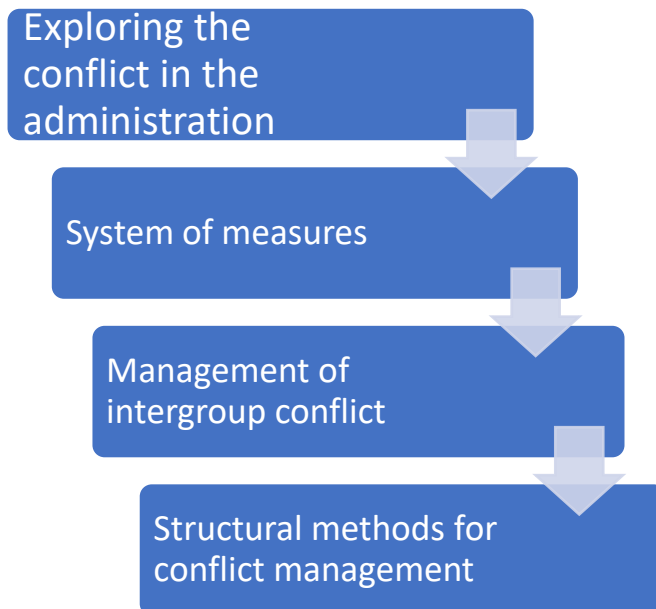 Exploring the
conflict in the
administration
System of measures
Management of
intergroup conflict
Structural methods for
conflict management